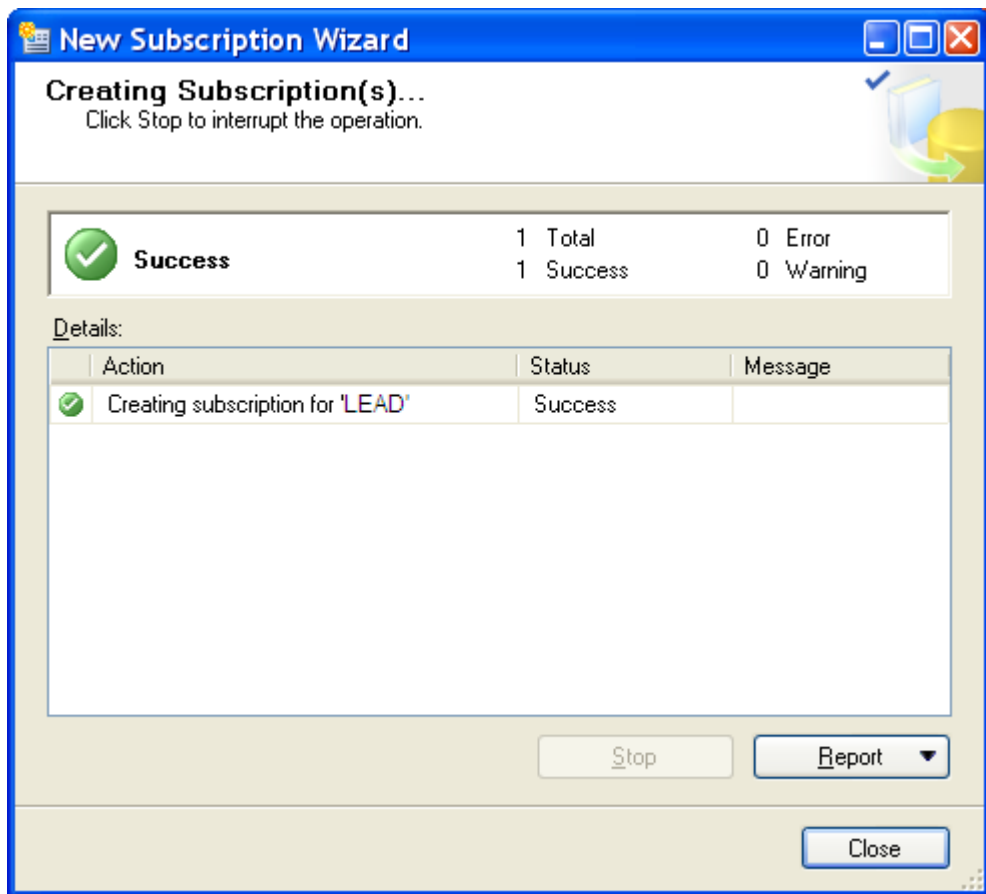 New Subscription Wizard
Creating Subscription(s)...
Click Stop to interrupt the operation.
Success 1 Total 0 Error
1 Success 0 Warning
Details:
Action Status Message
Creating subscription for 'LEAD' Success
Stop Report
Close